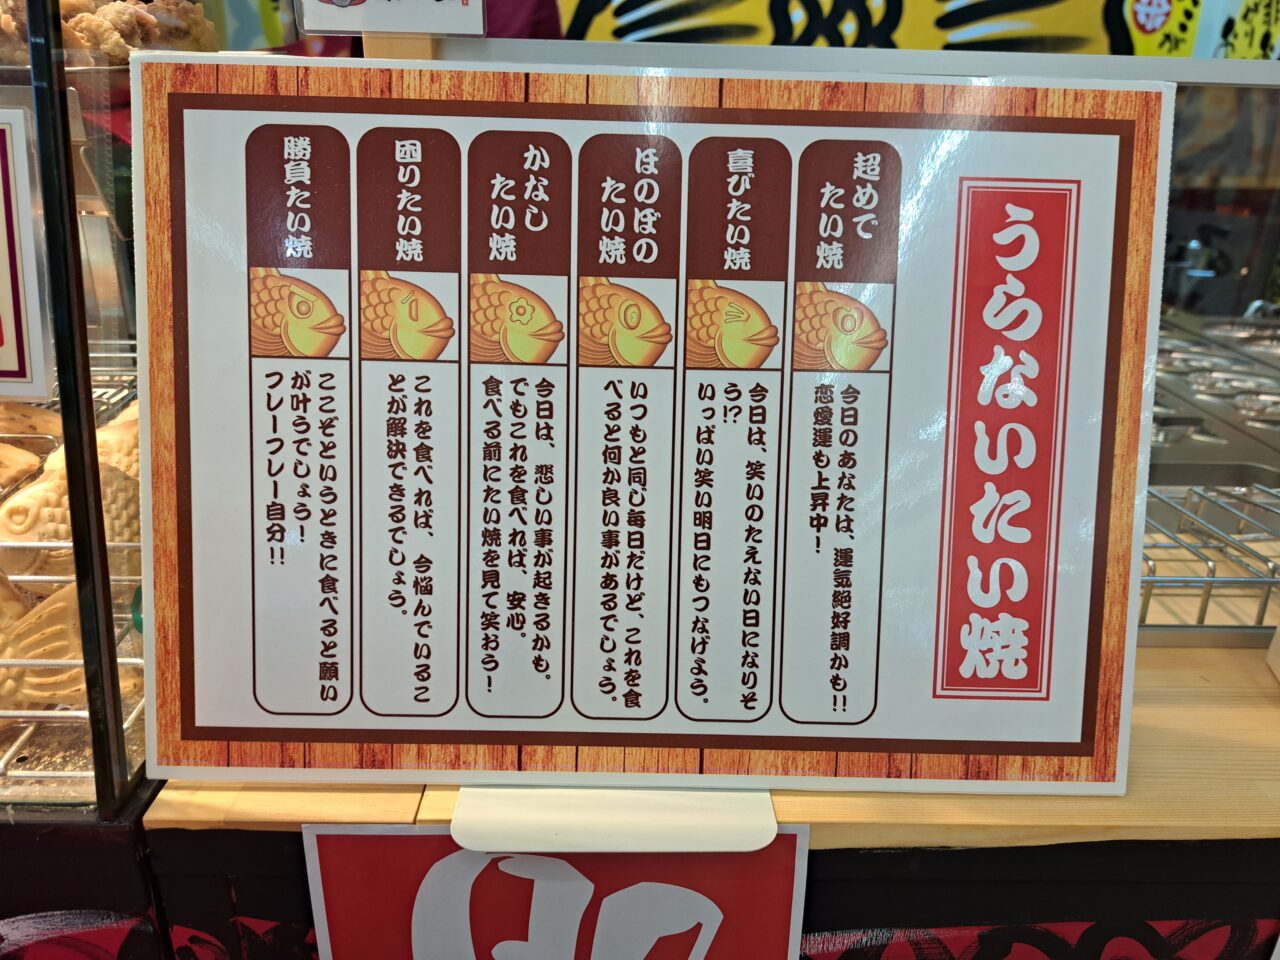 うらないたい焼
超めで
たい焼
今日のあなたは、運気絶好調かも!!
恋愛運も上昇中！
喜びたい焼
今日は、笑いのたえない日になりそ
う!?
いっぱい笑い明日にもつなげよう。
ほのぼの
たい焼
いつもと同じ毎日だけど、これを食
べると何か良い事があるでしょう。
かなし
たい焼
今日は、悲しい事が起きるかも。
でもこれを食べれば、安心。
食べる前にたい焼を見て笑おう！
困りたい焼
これを食べれば、今悩んでいるこ
とが解決できるでしょう。
勝負たい焼
ここぞというときに食べると願い
が叶うでしょう！
フレーフレー自分!!